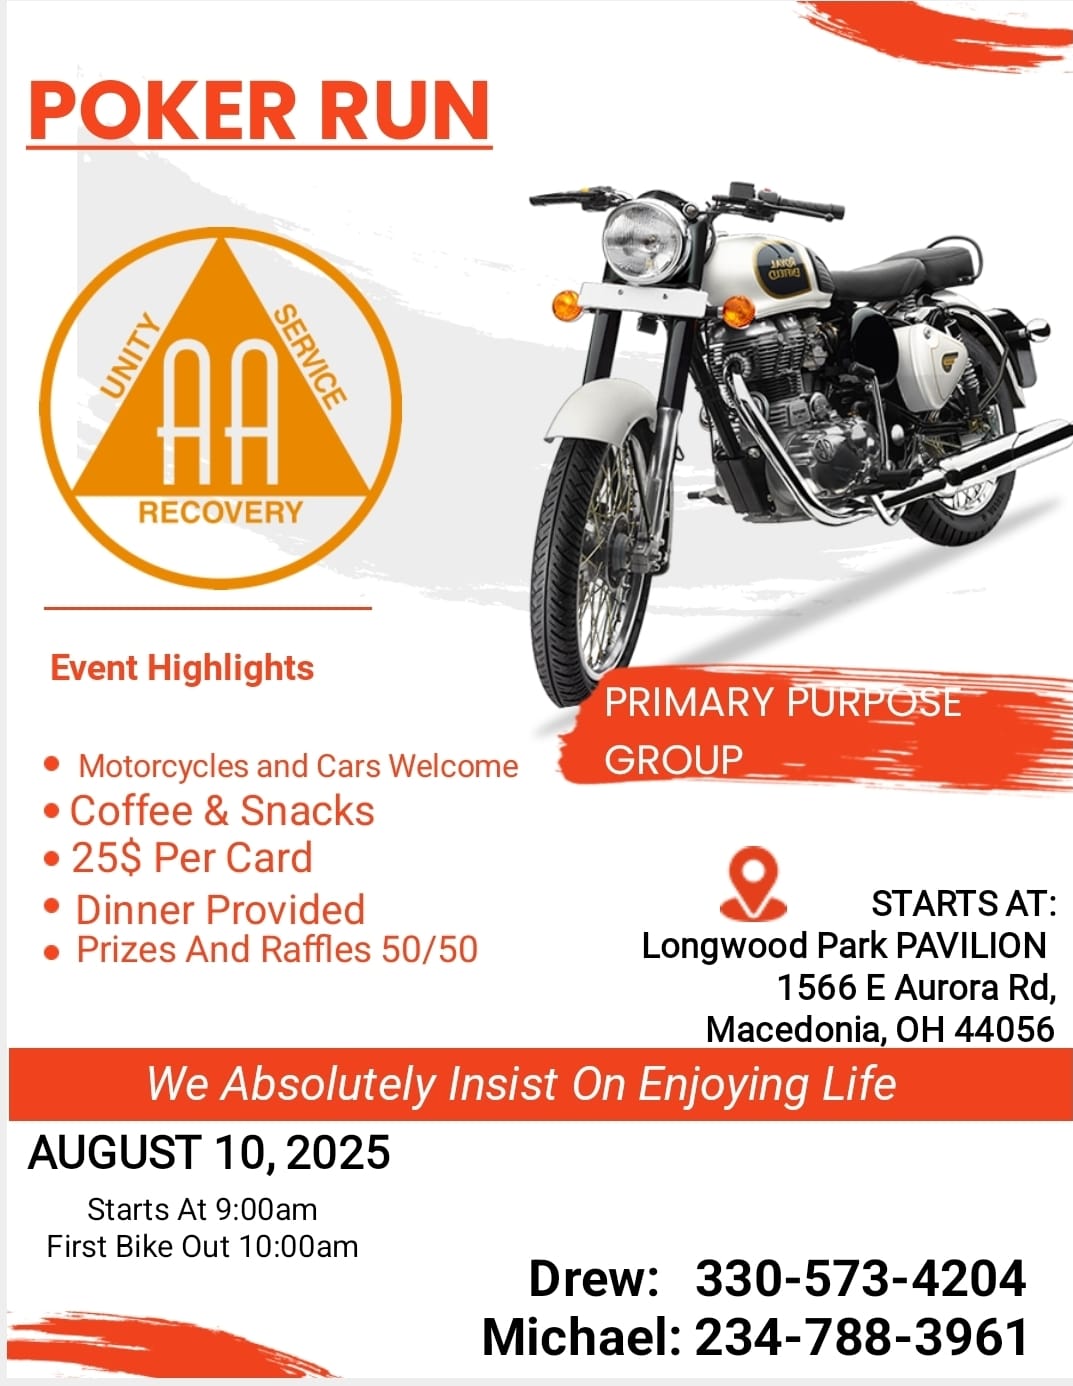 POKER RUN
UNITY
SERVICE
AA
RECOVERY
Event Highlights
PRIMARY PURPOSE
GROUP
Motorcycles and Cars Welcome
Coffee & Snacks
25$ Per Card
Dinner Provided
Prizes And Raffles 50/50
STARTS AT:
Longwood Park PAVILION
1566 E Aurora Rd,
Macedonia, OH 44056
We Absolutely Insist On Enjoying Life
AUGUST 10, 2025
Starts At 9:00am
First Bike Out 10:00am
Drew: 330-573-4204
Michael: 234-788-3961
ROYAL
ENFIELD